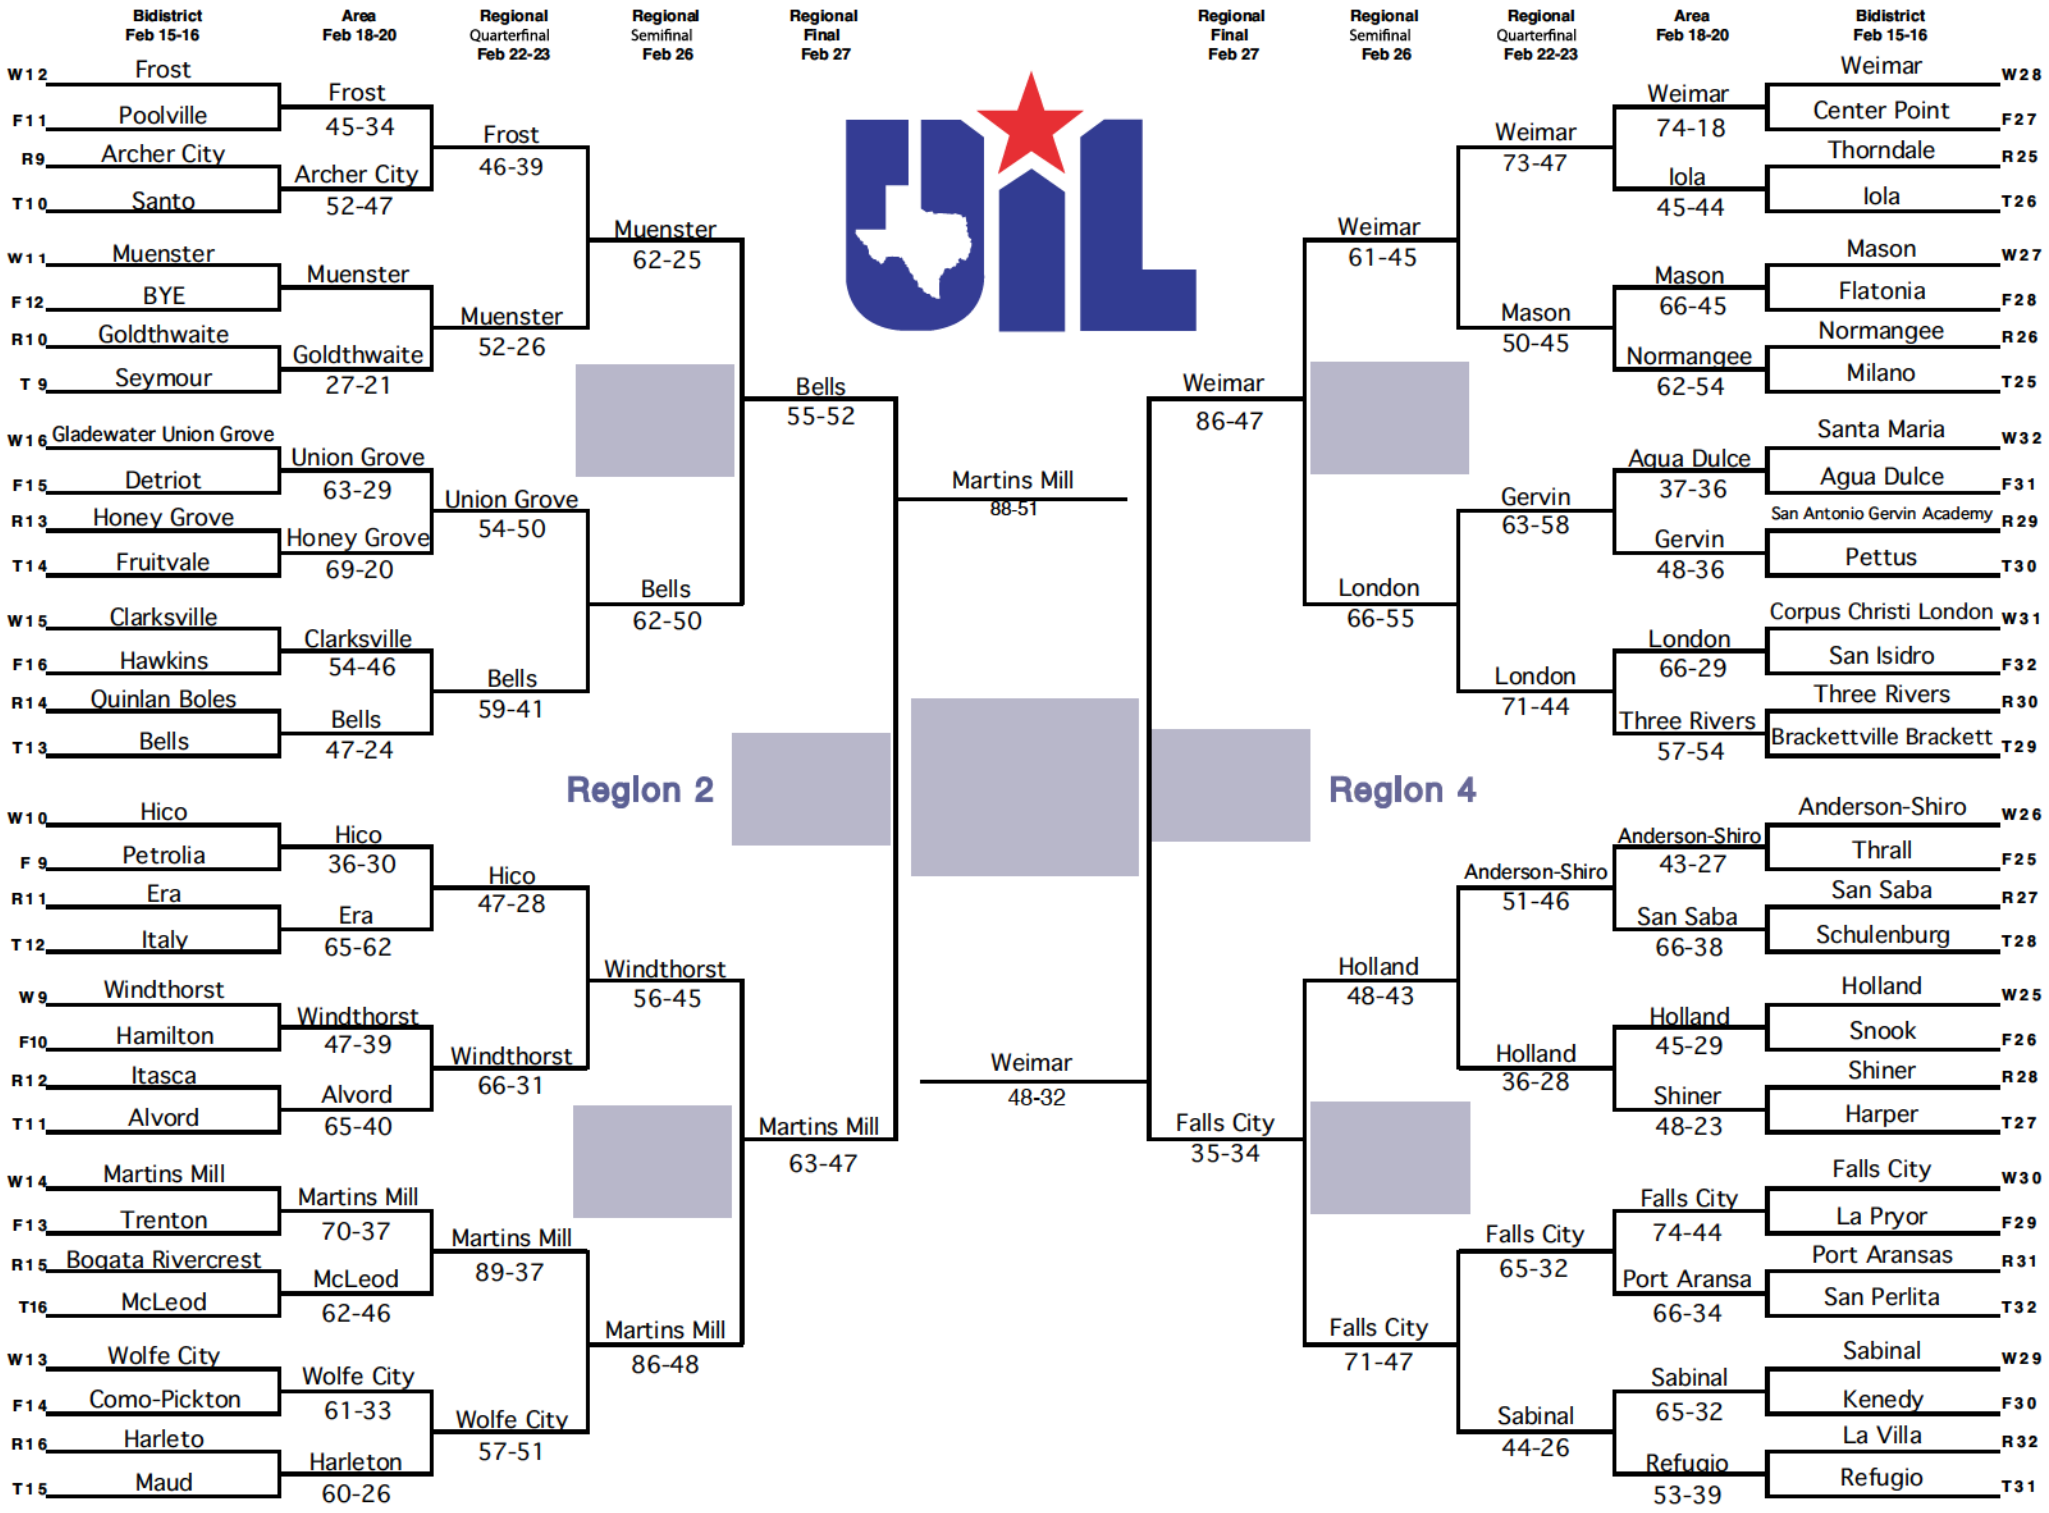 Bidistrict
Feb 15-16
Area
Feb 18-20
Regional
Quarterfinal
Feb 22-23
Regional
Semifinal
Feb 26
Regional
Final
Feb 27
Regional
Final
Feb 27
Regional
Semifinal
Feb 26
Regional
Quarterfinal
Feb 22-23
Area
Feb 18-20
Bidistrict
Feb 15-16
UIL
W12 Frost
F11 Poolville
R9 Archer City
T10 Santo
W11 Muenster
F12 BYE
R10 Goldthwaite
T 9 Seymour
W16 Gladewater Union Grove
F15 Detriot
R13 Honey Grove
T14 Fruitvale
W15 Clarksville
F16 Hawkins
R14 Quinlan Boles
T13 Bells
W10 Hico
F 9 Petrolia
R11 Era
T12 Italy
W9 Windthorst
F10 Hamilton
R12 Itasca
T11 Alvord
W14 Martins Mill
F13 Trenton
R15 Bogata Rivercrest
T16 McLeod
W13 Wolfe City
F14 Como-Pickton
R16 Harleto
T15 Maud
Frost
45-34
Archer City
52-47
Muenster
Goldthwaite
27-21
Union Grove
63-29
Honey Grove
69-20
Clarksville
54-46
Bells
47-24
Hico
36-30
Era
65-62
Windthorst
47-39
Alvord
65-40
Martins Mill
70-37
McLeod
62-46
Wolfe City
61-33
Harleton
60-26
Frost
46-39
Muenster
52-26
Union Grove
54-50
Bells
59-41
Hico
47-28
Windthorst
66-31
Martins Mill
89-37
Wolfe City
57-51
Muenster
62-25
Bells
62-50
Windthorst
56-45
Martins Mill
86-48
Bells
55-52
Martins Mill
63-47
Region 2
Martins Mill
88-51
Weimar
48-32
Region 4
Weimar
86-47
Falls City
35-34
Weimar
61-45
London
66-55
Holland
48-43
Falls City
71-47
Weimar
73-47
Mason
50-45
Gervin
63-58
London
71-44
Anderson-Shiro
51-46
Holland
36-28
Falls City
65-32
Sabinal
44-26
Weimar
74-18
Iola
45-44
Mason
66-45
Normangee
62-54
Agua Dulce
37-36
Gervin
48-36
London
66-29
Three Rivers
57-54
Anderson-Shiro
43-27
San Saba
66-38
Holland
45-29
Shiner
48-23
Falls City
74-44
Port Aransa
66-34
Sabinal
65-32
Refugio
53-39
Weimar W28
Center Point F27
Thorndale R25
Iola T26
Mason W27
Flatonia F28
Normangee R26
Milano T25
Santa Maria W32
Agua Dulce F31
San Antonio Gervin Academy R29
Pettus T30
Corpus Christi London W31
San Isidro F32
Three Rivers R30
Brackettville Brackett T29
Anderson-Shiro W26
Thrall F25
San Saba R27
Schulenburg T28
Holland W25
Snook F26
Shiner R28
Harper T27
Falls City W30
La Pryor F29
Port Aransas R31
San Perlita T32
Sabinal W29
Kenedy F30
La Villa R32
Refugio T31